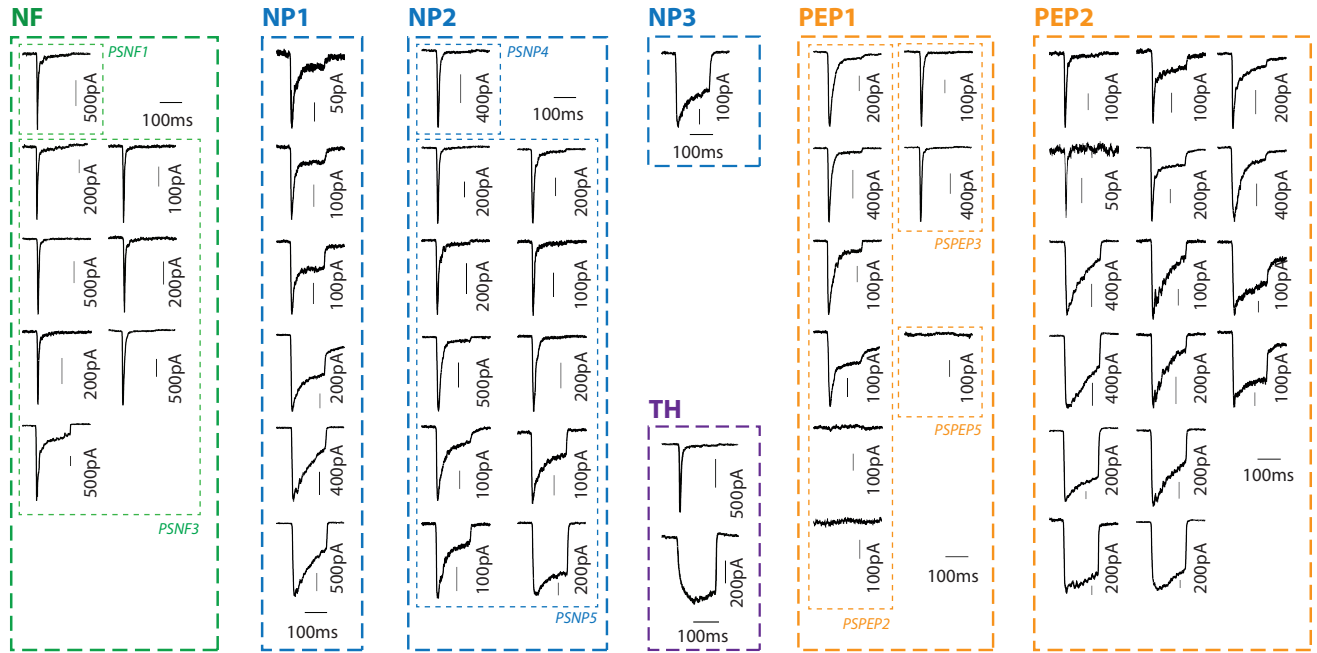 NF
PSNF1
500pA
100ms
200pA
100pA
500pA
200pA
200pA
500pA
500pA
PSNF3
NP1
50pA
100pA
100pA
200pA
400pA
500pA
100ms
NP2
PSNP4
400pA
100ms
200pA
200pA
200pA
100pA
500pA
200pA
100pA
100pA
100pA
200pA
PSNP5
NP3
100pA
100ms
TH
500pA
200pA
100ms
PEP1
200pA
100pA
400pA
400pA
PSPEP3
100pA
100pA
100pA
PSPEP5
100pA
100pA
100ms
PSPEP2
PEP2
100pA
100pA
200pA
50pA
200pA
400pA
400pA
100pA
100pA
400pA
200pA
100pA
200pA
200pA
100ms
200pA
200pA